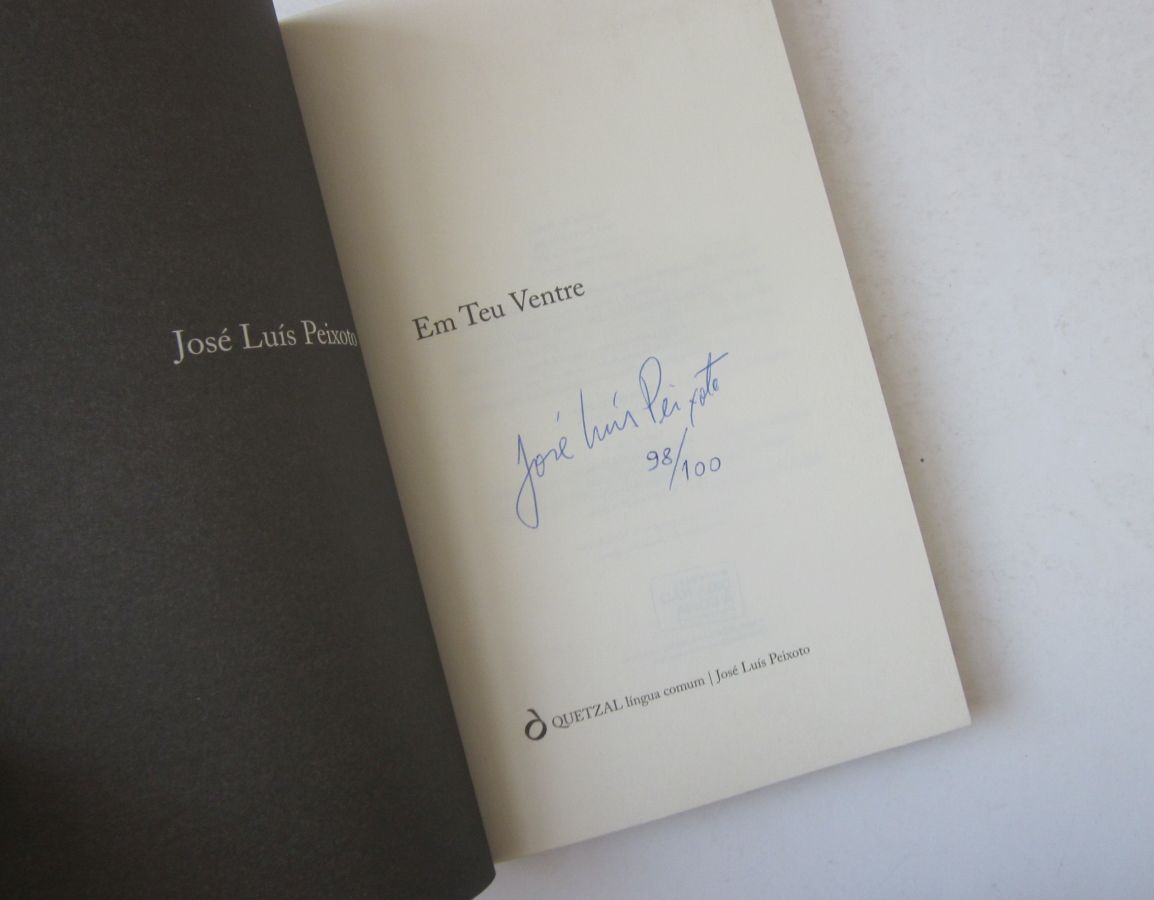 José Luís Peixoto
Em Teu Ventre
José Luís Peixoto
98/100
QUETZAL língua comum | José Luís Peixoto